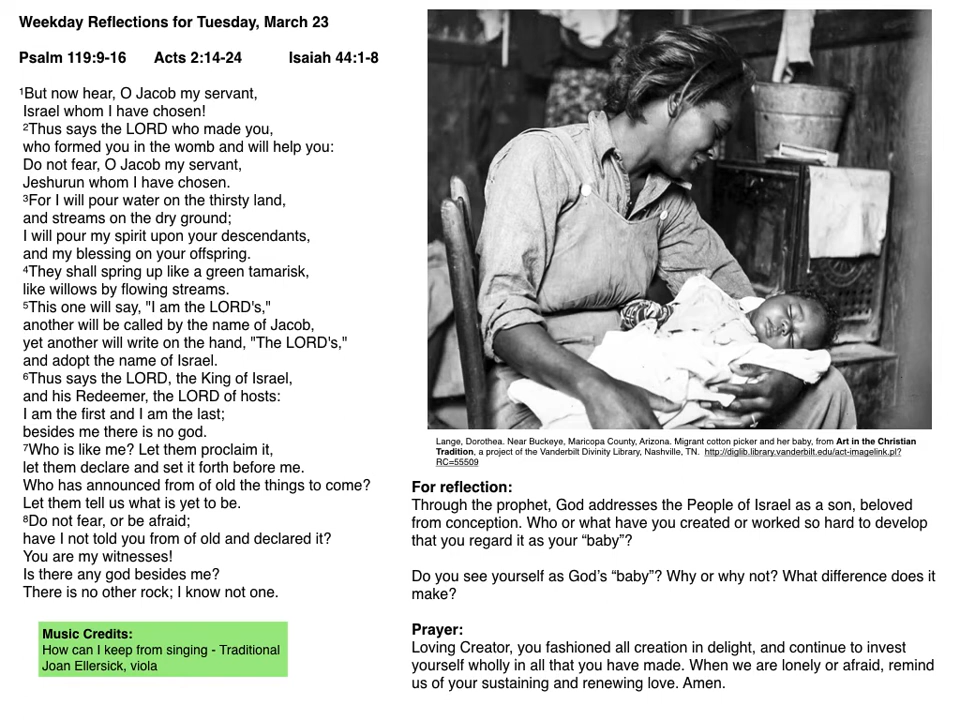 Weekday Reflections for Tuesday, March 23
Psalm 119:9-16 Acts 2:14-24 Isaiah 44:1-8
¹But now hear, O Jacob my servant,
Israel whom I have chosen!
²Thus says the LORD who made you,
who formed you in the womb and will help you:
Do not fear, O Jacob my servant,
Jeshurun whom I have chosen.
³For I will pour water on the thirsty land,
and streams on the dry ground;
I will pour my spirit upon your descendants,
and my blessing on your offspring.
⁴They shall spring up like a green tamarisk,
like willows by flowing streams.
⁵This one will say, "I am the LORD's,"
another will be called by the name of Jacob,
yet another will write on the hand, "The LORD's,"
and adopt the name of Israel.
⁶Thus says the LORD, the King of Israel,
and his Redeemer, the LORD of hosts:
I am the first and I am the last;
besides me there is no god.
⁷Who is like me? Let them proclaim it,
let them declare and set it forth before me.
Who has announced from of old the things to come?
Let them tell us what is yet to be.
⁸Do not fear, or be afraid;
have I not told you from of old and declared it?
You are my witnesses!
Is there any god besides me?
There is no other rock; I know not one.
Music Credits:
How can I keep from singing - Traditional
Joan Ellersick, viola
Lange, Dorothea. Near Buckeye, Maricopa County, Arizona. Migrant cotton picker and her baby, from Art in the Christian
Tradition, a project of the Vanderbilt Divinity Library, Nashville, TN. http://diglib.library.vanderbilt.edu/act-imagelink.pl?
RC=55509
For reflection:
Through the prophet, God addresses the People of Israel as a son, beloved
from conception. Who or what have you created or worked so hard to develop
that you regard it as your “baby”?
Do you see yourself as God’s “baby”? Why or why not? What difference does it
make?
Prayer:
Loving Creator, you fashioned all creation in delight, and continue to invest
yourself wholly in all that you have made. When we are lonely or afraid, remind
us of your sustaining and renewing love. Amen.